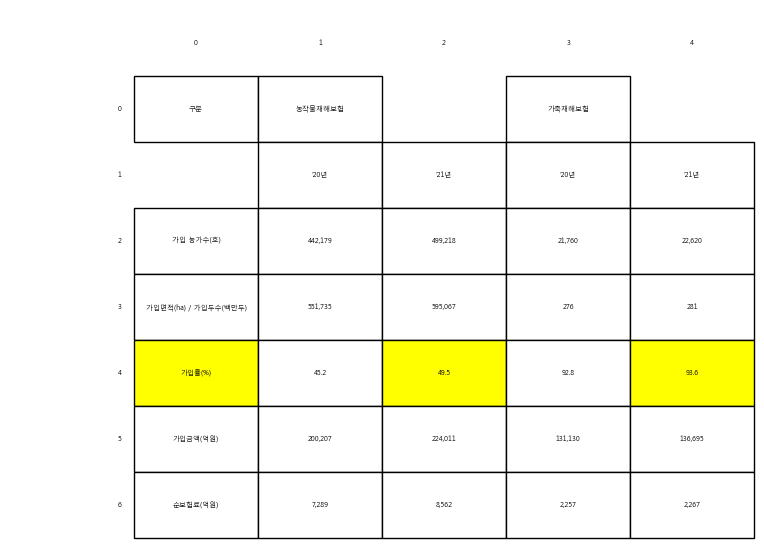 0 1 2 3 4
0 구분 농작물재해보험 가축재해보험
1 '20년 '21년 '20년 '21년
2 가입 농가수(호) 442,179 499,218 21,760 22,620
3 가입면적(ha) / 가입두수(백만두) 551,735 595,067 276 281
4 가입률(%) 45.2 49.5 92.8 93.6
5 가입금액(억원) 200,207 224,011 131,130 136,695
6 순보험료(억원) 7,289 8,562 2,257 2,267